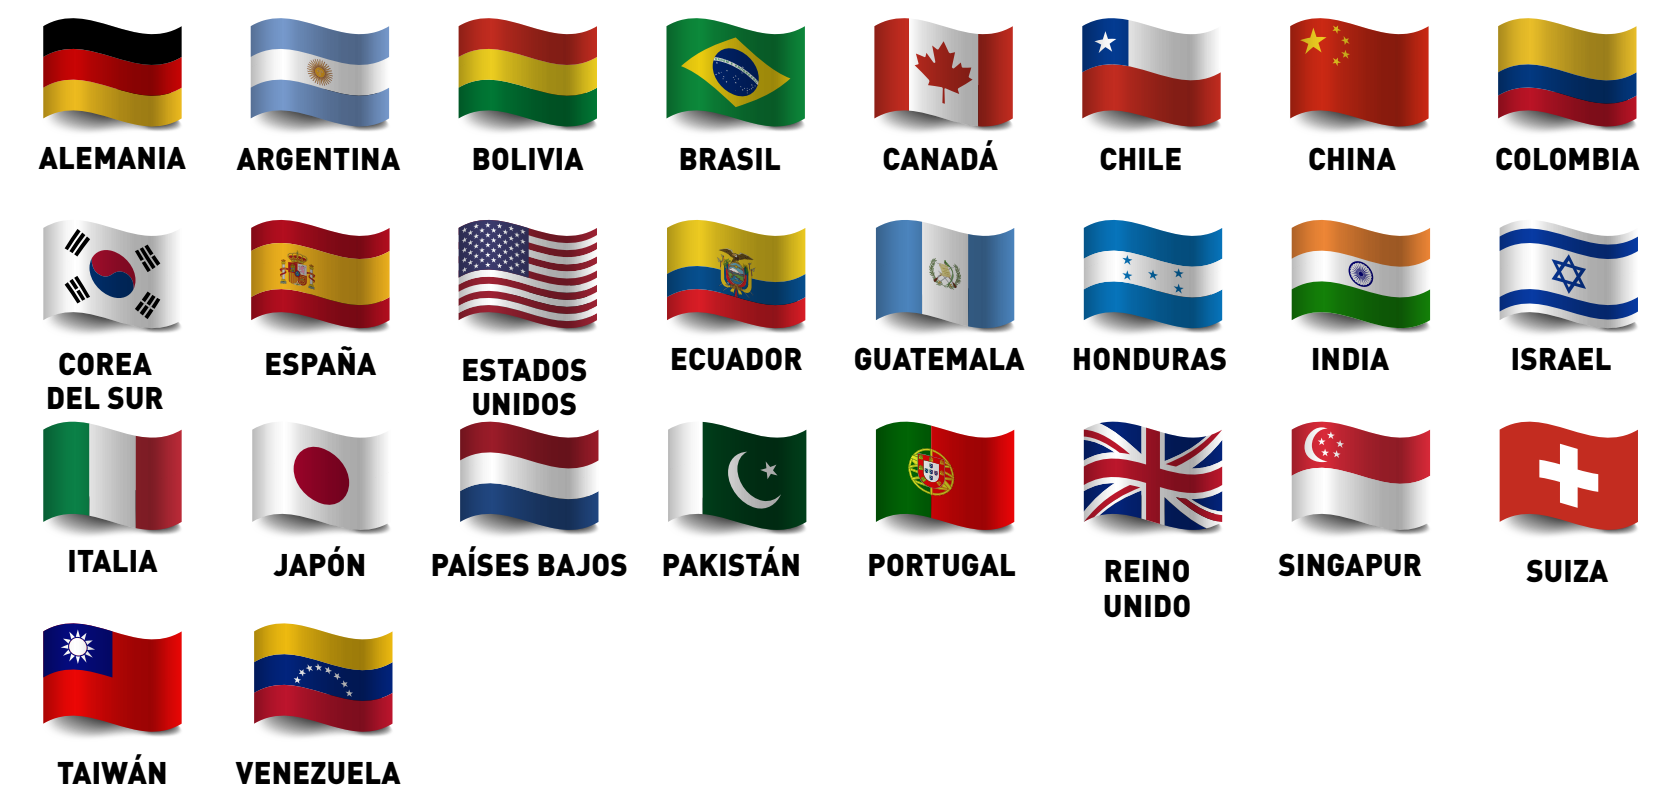 ALEMANIA
ARGENTINA
BOLIVIA
BRASIL
CANADÁ
CHILE
CHINA
COLOMBIA
COREA
DEL SUR
ESPAÑA
ESTADOS
UNIDOS
ECUADOR
GUATEMALA
HONDURAS
INDIA
ISRAEL
ITALIA
JAPÓN
PAÍSES BAJOS
PAKISTÁN
PORTUGAL
REINO
UNIDO
SINGAPUR
SUIZA
TAIWÁN
VENEZUELA